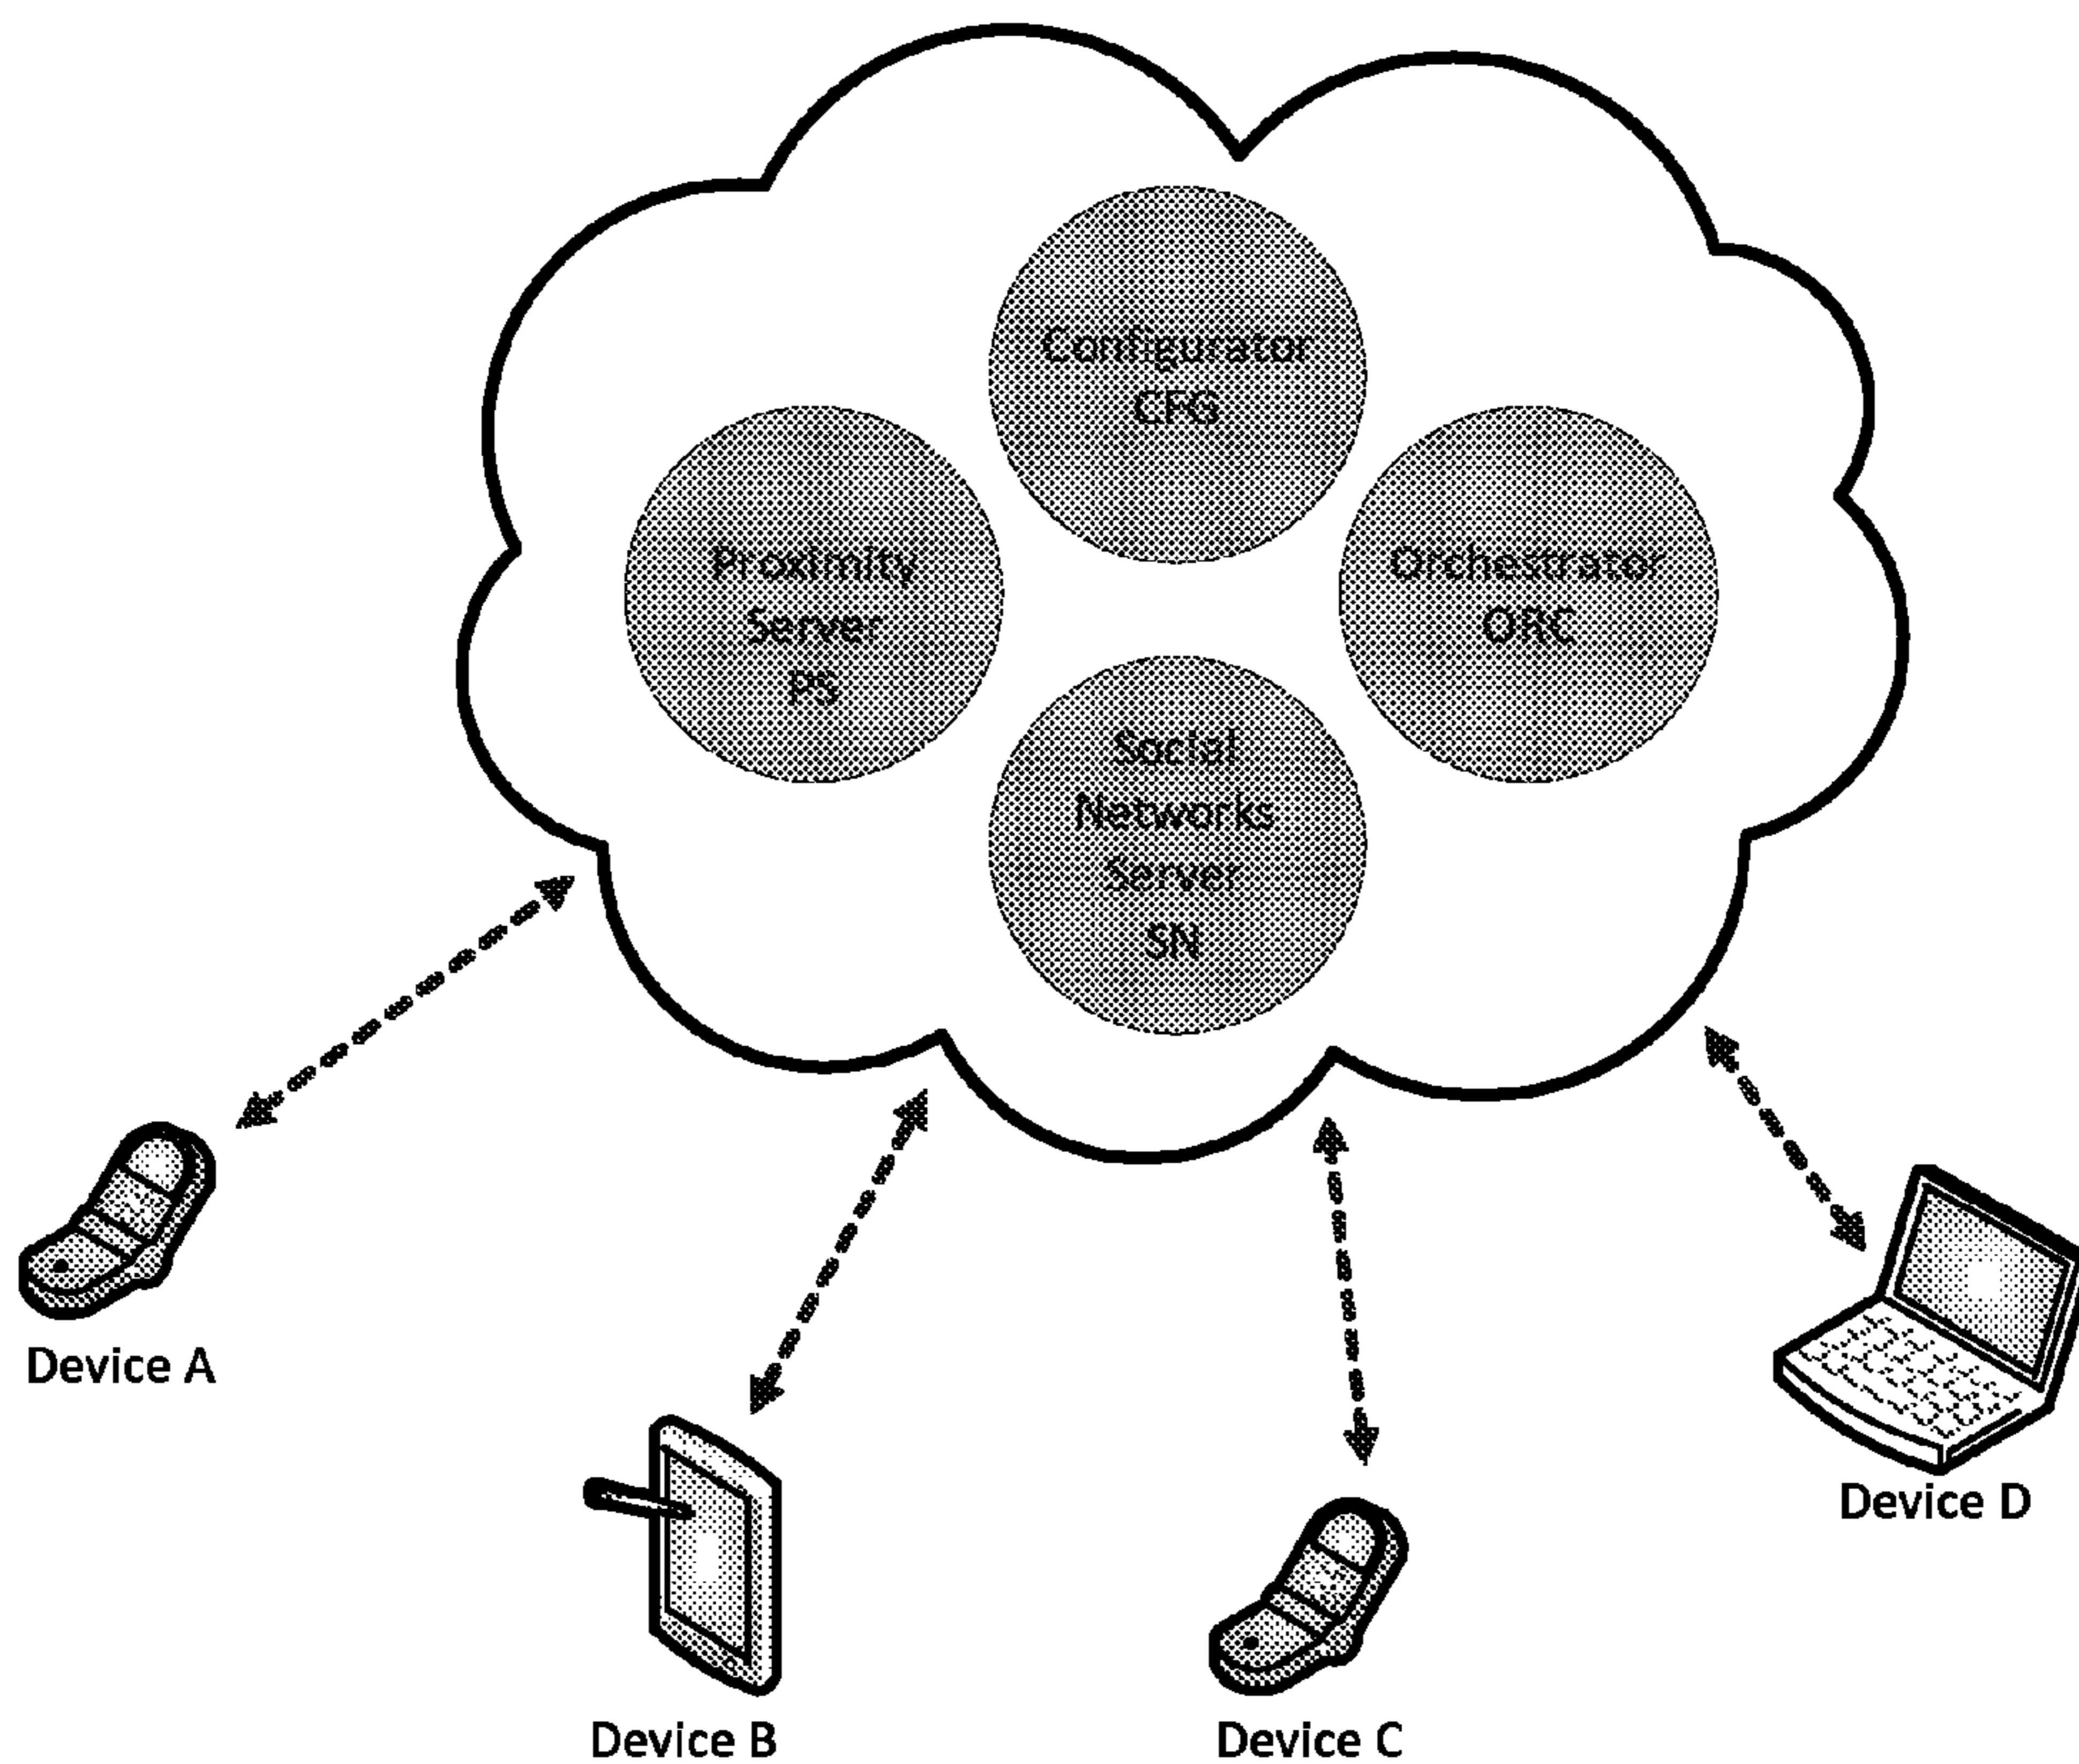 Configurator
CFG
Proximity
Server
PS
Orchestrator
ORC
Social
Networks
Server
SN
Device A
Device B
Device C
Device D